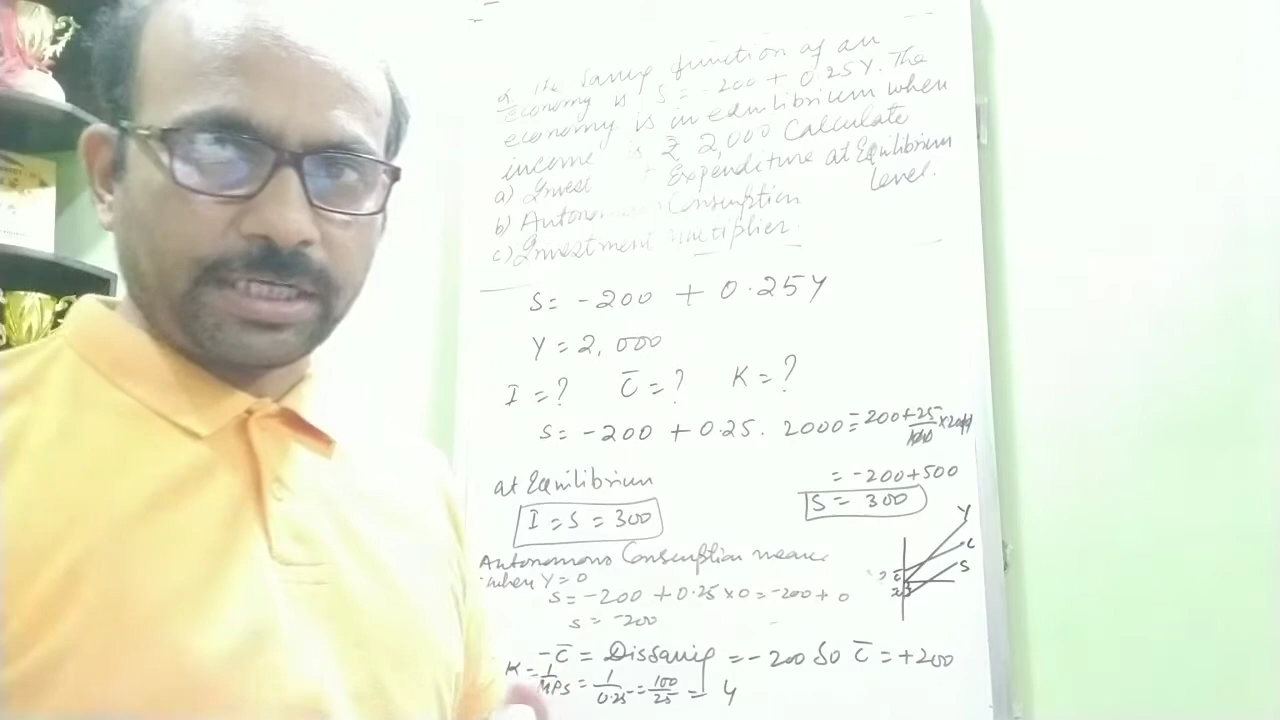 Q The Saving function of an
economy is S = -200 + 0.25Y. The
economy is in equilibrium when
income is ₹ 2,000 Calculate
a) Invest Expenditure at Equilibrium
level.
b) Autonomous Consumption
c) Investment multiplier.
S = -200 + 0.25Y
Y = 2,000
I = ? C̄ = ? K = ?
S = -200 + 0.25. 2000 = 200 + 25/100 × 2000
= -200 + 500
S = 300
at Equilibrium
I = S = 300
Y
C
S
Autonomous Consumption means
when Y = 0
S = -200 + 0.25 × 0 = -200 + 0
S = -200
-C̄ = Dissaving = -200 So C̄ = +200
K = 1/MPS = 1/0.25 = 100/25 = 4